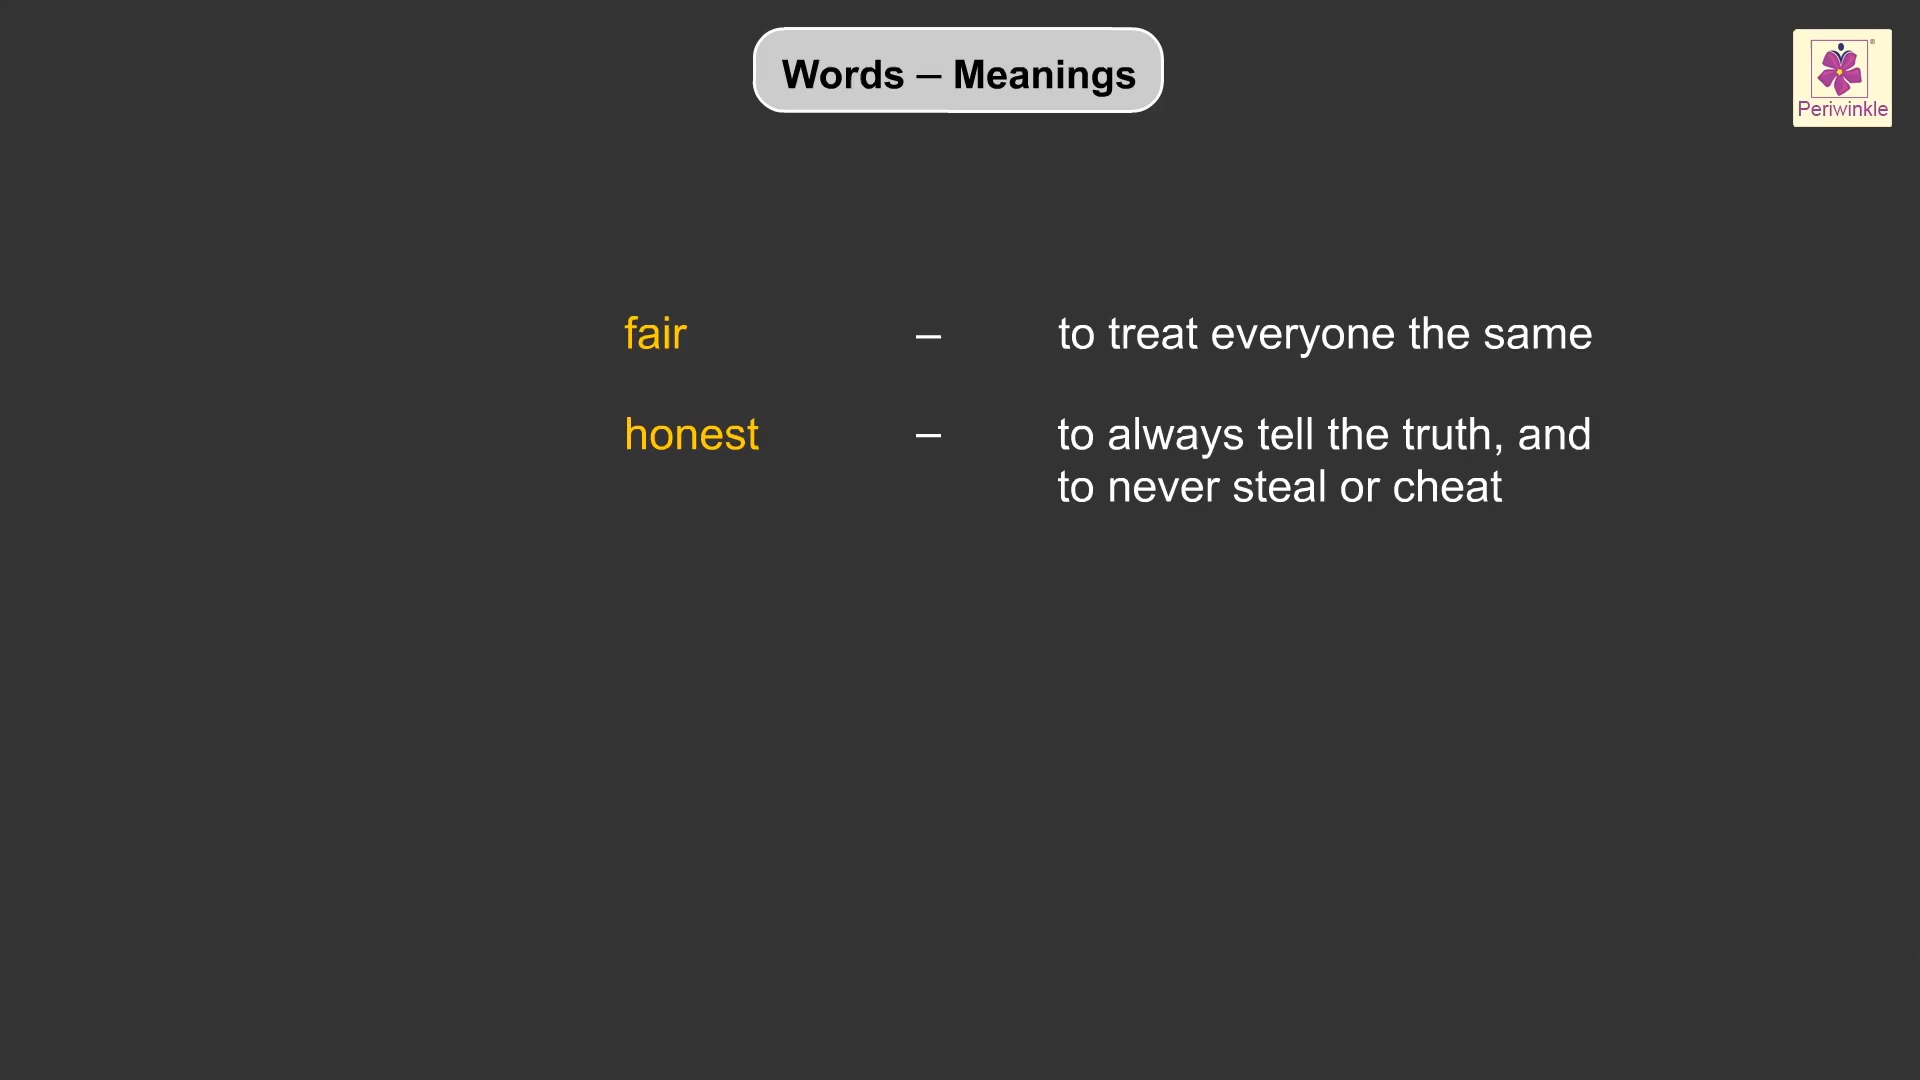 Words – Meanings
Periwinkle
fair – to treat everyone the same
honest – to always tell the truth, and
to never steal or cheat